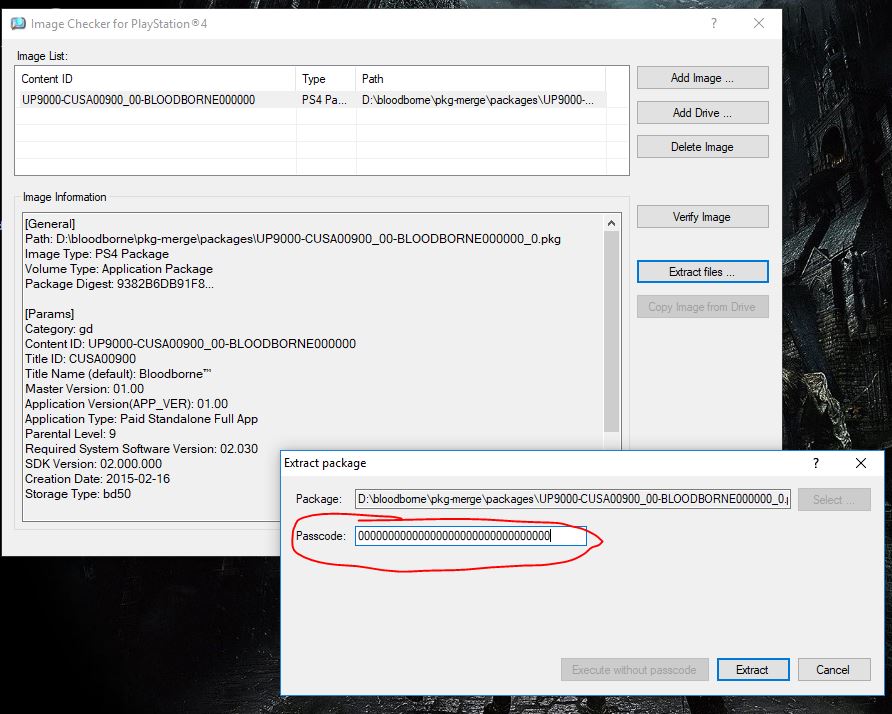 Image Checker for PlayStation®4
Image List:
Content ID Type Path
UP9000-CUSA00900_00-BLOODBORNE000000 PS4 Pa... D:\bloodborne\pkg-merge\packages\UP9000-...
Add Image ...
Add Drive ...
Delete Image
Image Information
[General]
Path: D:\bloodborne\pkg-merge\packages\UP9000-CUSA00900_00-BLOODBORNE000000_0.pkg
Image Type: PS4 Package
Volume Type: Application Package
Package Digest: 9382B6DB91F8...
[Params]
Category: gd
Content ID: UP9000-CUSA00900_00-BLOODBORNE000000
Title ID: CUSA00900
Title Name (default): Bloodborne™
Master Version: 01.00
Application Version(APP_VER): 01.00
Application Type: Paid Standalone Full App
Parental Level: 9
Required System Software Version: 02.030
SDK Version: 02.000.000
Creation Date: 2015-02-16
Storage Type: bd50
Verify Image
Extract files ...
Copy Image from Drive
Extract package
Package: D:\bloodborne\pkg-merge\packages\UP9000-CUSA00900_00-BLOODBORNE000000_0.p
Select ...
Passcode: 00000000000000000000000000000000
Execute without passcode
Extract
Cancel